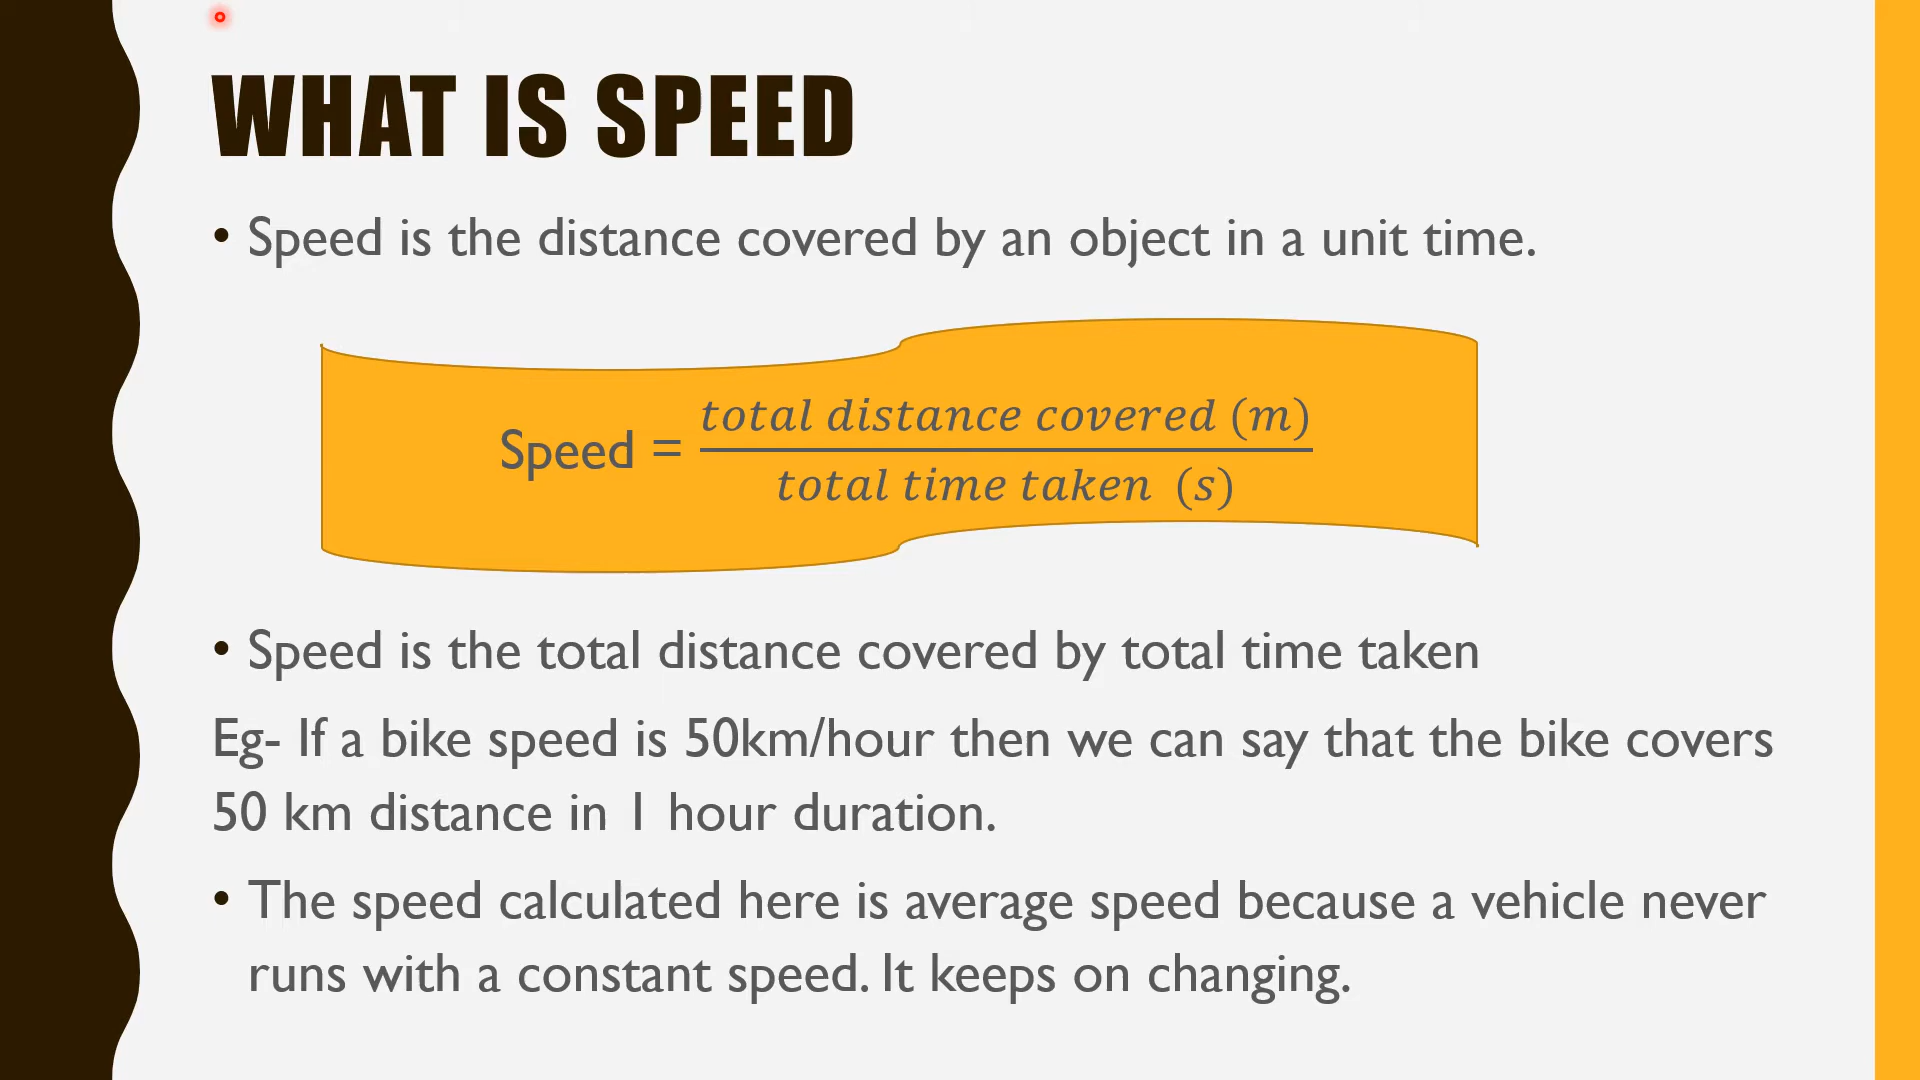 WHAT IS SPEED
• Speed is the distance covered by an object in a unit time.
Speed = total distance covered (m) / total time taken (s)
• Speed is the total distance covered by total time taken
Eg- If a bike speed is 50km/hour then we can say that the bike covers
50 km distance in 1 hour duration.
• The speed calculated here is average speed because a vehicle never
runs with a constant speed. It keeps on changing.